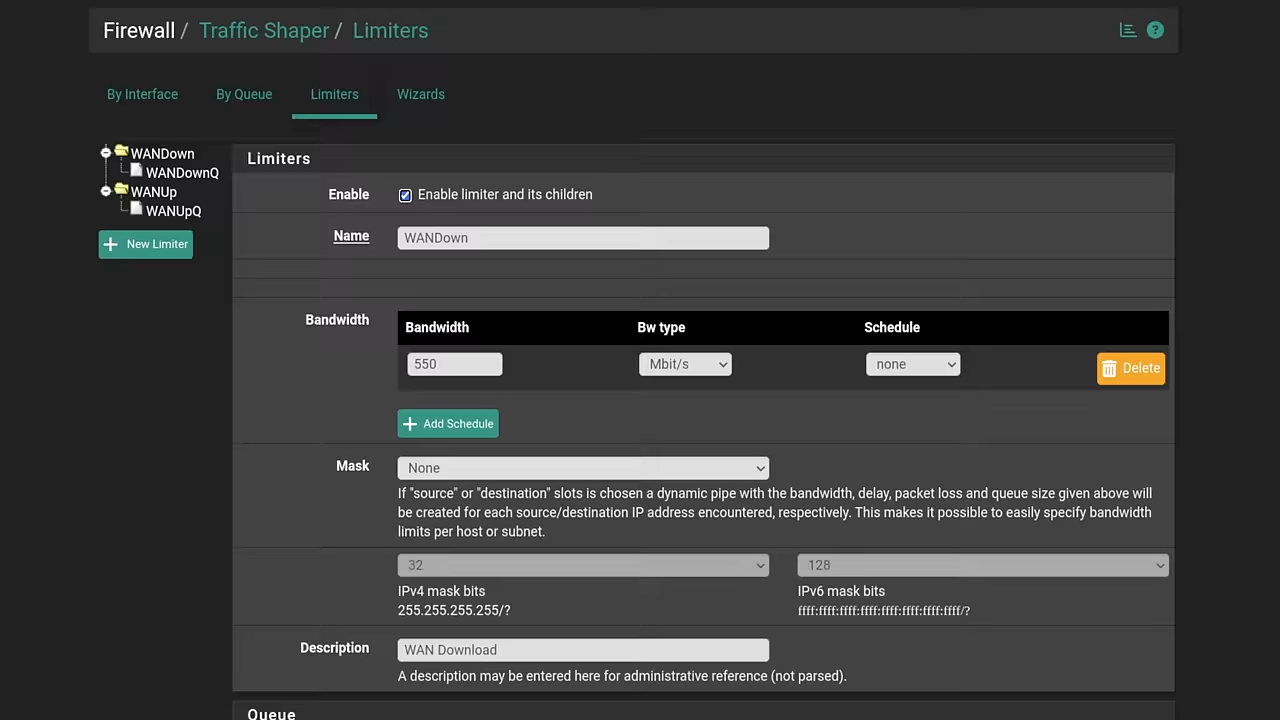 Firewall / Traffic Shaper / Limiters
By Interface By Queue Limiters Wizards
WANDown
WANDownQ
WANUp
WANUpQ
New Limiter
Limiters
Enable Enable limiter and its children
Name WANDown
Bandwidth Bandwidth Bw type Schedule
550 Mbit/s none Delete
Add Schedule
Mask None
If "source" or "destination" slots is chosen a dynamic pipe with the bandwidth, delay, packet loss and queue size given above will
be created for each source/destination IP address encountered, respectively. This makes it possible to easily specify bandwidth
limits per host or subnet.
32 128
IPv4 mask bits IPv6 mask bits
255.255.255.255/? ffff:ffff:ffff:ffff:ffff:ffff:ffff:ffff/?
Description WAN Download
A description may be entered here for administrative reference (not parsed).
Queue